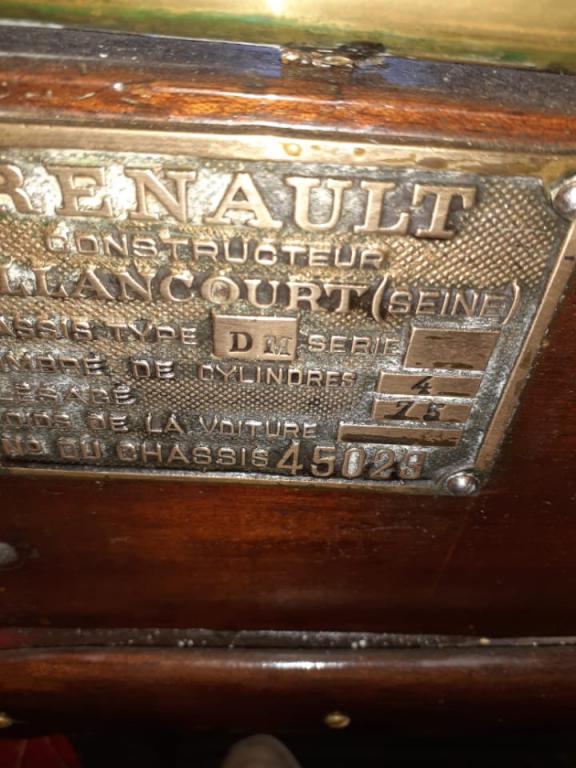 RENAULT
CONSTRUCTEUR
LLANCOURT (SEINE)
ASSIS TYPE DM SERIE
MBRE DE CYLINDRES 4
LESAGE
OIDS DE LA VOITURE
No DU CHASSIS 45029